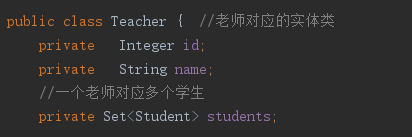 public class Teacher {  //老师对应的实体类
    private   Integer id;
    private   String name;
    //一个老师对应多个学生
    private Set<Student> students;